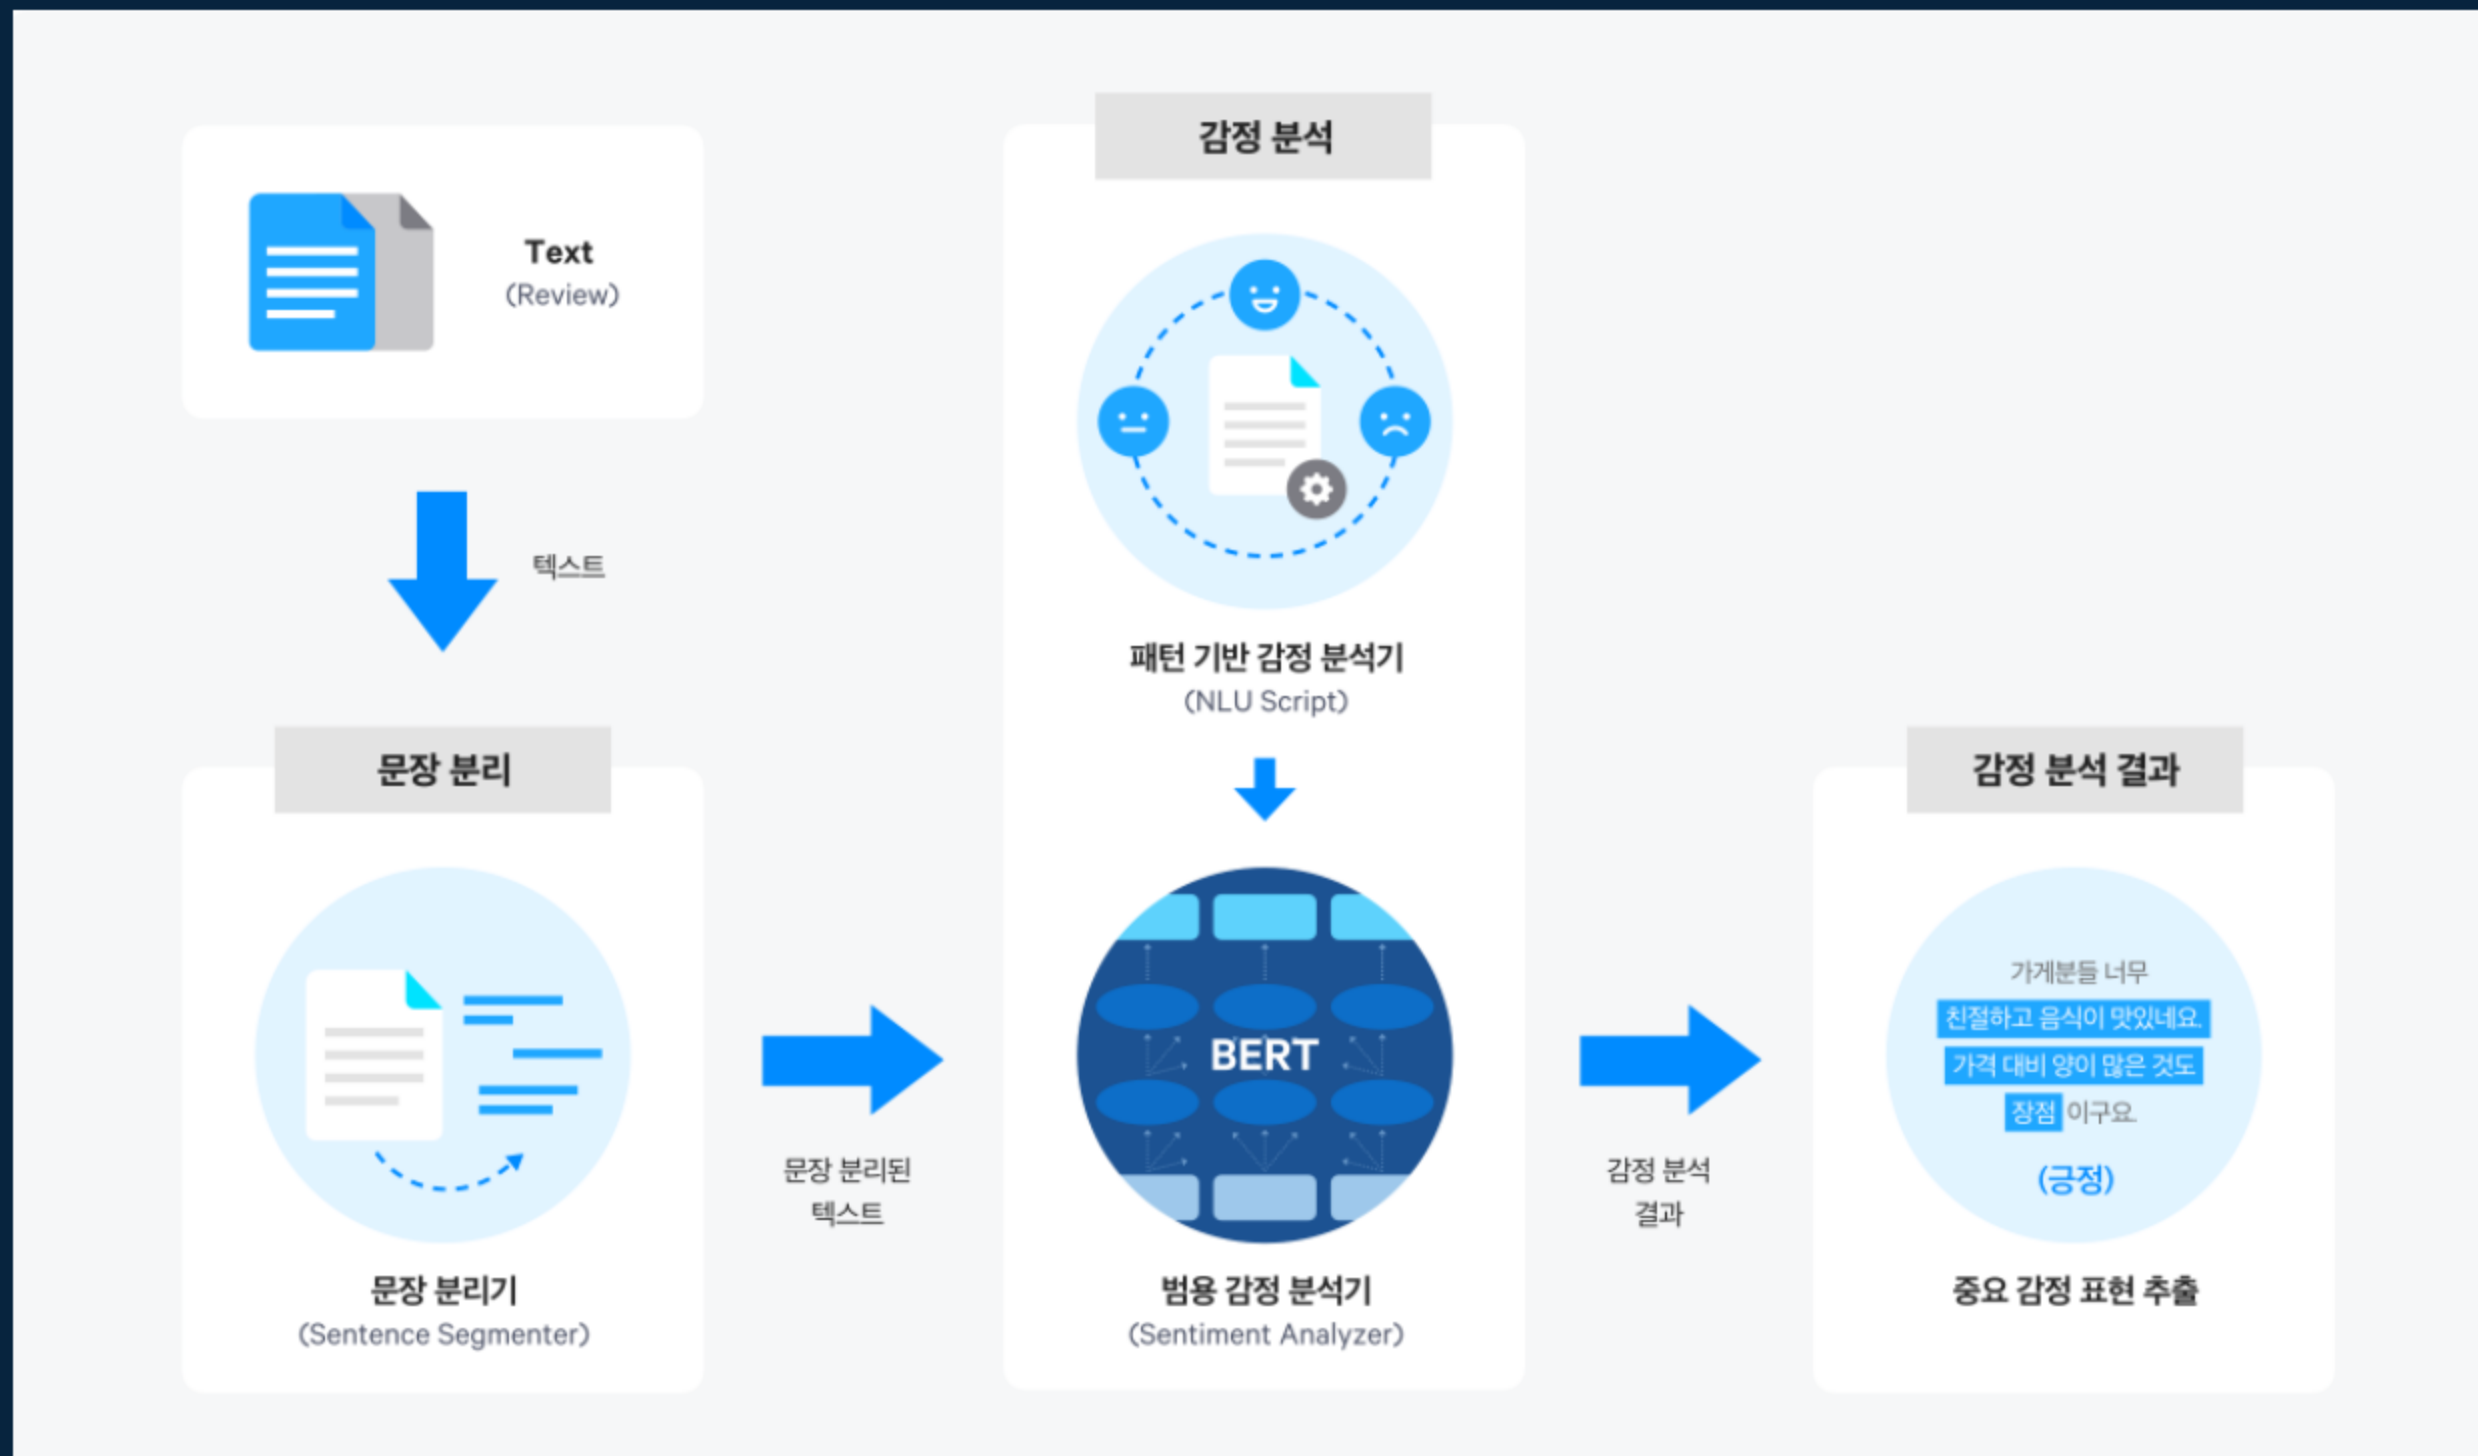 Text
(Review)
텍스트
문장 분리
문장 분리기
(Sentence Segmenter)
문장 분리된
텍스트
감정 분석
패턴 기반 감정 분석기
(NLU Script)
BERT
범용 감정 분석기
(Sentiment Analyzer)
감정 분석
결과
감정 분석 결과
가게분들 너무
친절하고 음식이 맛있네요.
가격 대비 양이 많은 것도
장점 이구요.
(긍정)
중요 감정 표현 추출